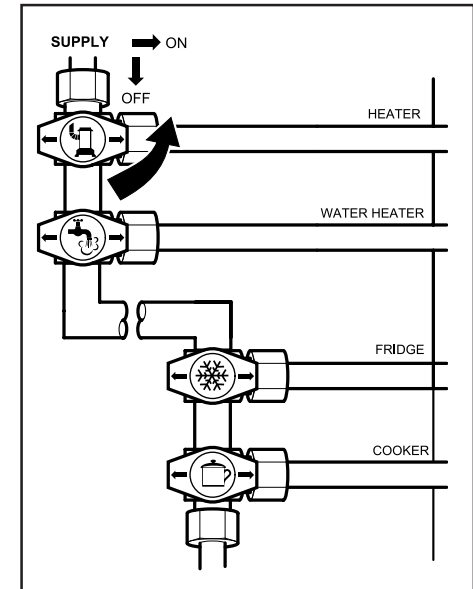 SUPPLY ON
OFF
HEATER
WATER HEATER
FRIDGE
COOKER